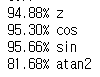 94.88% z
95.30% cos
95.66% sin
81.68% atan2